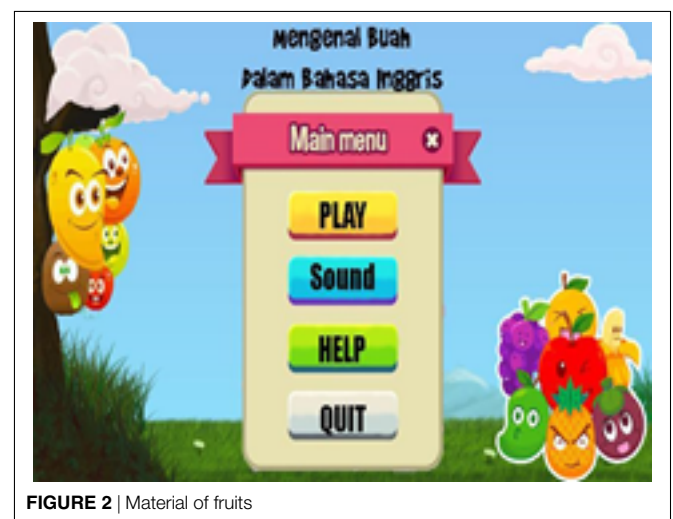 Mengenal Buah
Dalam Bahasa Inggris
Main menu
PLAY
Sound
HELP
QUIT
FIGURE 2 | Material of fruits